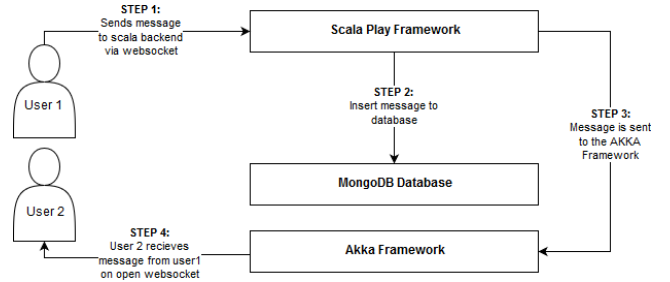 STEP 1:
Sends message
to scala backend
via websocket
Scala Play Framework
User 1
STEP 2:
Insert message to
database
STEP 3:
Message is sent
to the AKKA
Framework
MongoDB Database
User 2
STEP 4:
User 2 recieves
message from user1
on open websocket
Akka Framework